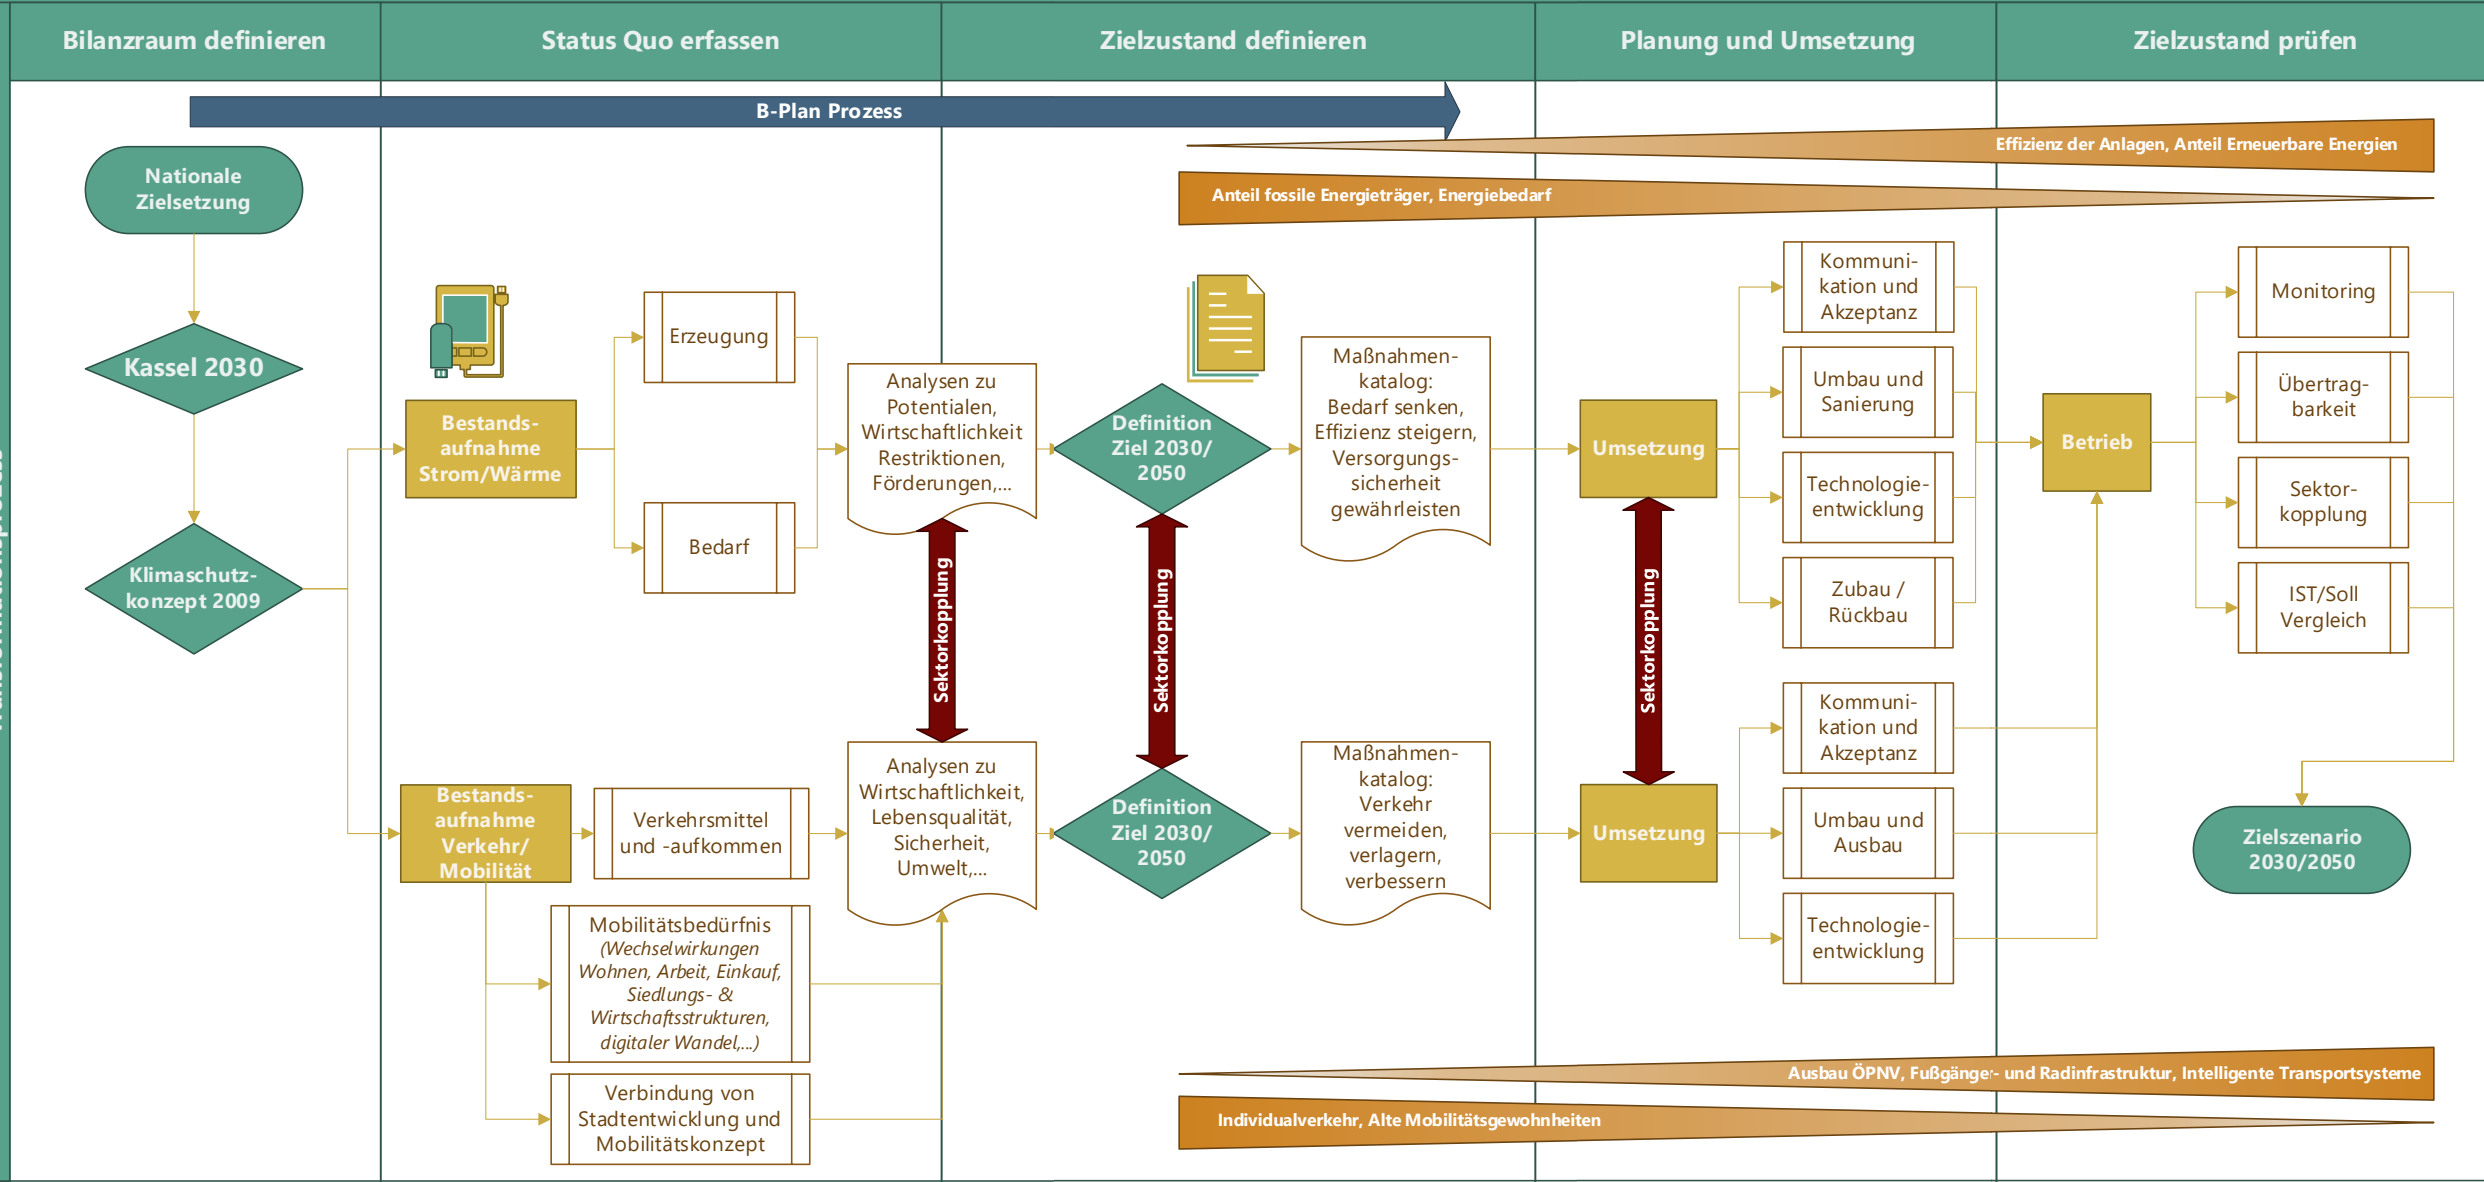 Bilanzraum definieren
Status Quo erfassen
Zielzustand definieren
Planung und Umsetzung
Zielzustand prüfen
B-Plan Prozess
Effizienz der Anlagen, Anteil Erneuerbare Energien
Anteil fossile Energieträger, Energiebedarf
Nationale
Zielsetzung
Kassel 2030
Klimaschutz-
konzept 2009
Bestands-
aufnahme
Strom/Wärme
Erzeugung
Bedarf
Analysen zu
Potentialen,
Wirtschaftlichkeit
Restriktionen,
Förderungen,...
Definition
Ziel 2030/
2050
Maßnahmen-
katalog:
Bedarf senken,
Effizienz steigern,
Versorgungs-
sicherheit
gewährleisten
Umsetzung
Kommuni-
kation und
Akzeptanz
Umbau und
Sanierung
Technologie-
entwicklung
Zubau /
Rückbau
Betrieb
Monitoring
Übertrag-
barkeit
Sektor-
kopplung
IST/Soll
Vergleich
Sektorkopplung
Sektorkopplung
Sektorkopplung
Bestands-
aufnahme
Verkehr/
Mobilität
Verkehrsmittel
und -aufkommen
Mobilitätsbedürfnis
(Wechselwirkungen
Wohnen, Arbeit, Einkauf,
Siedlungs- &
Wirtschaftsstrukturen,
digitaler Wandel,...)
Verbindung von
Stadtentwicklung und
Mobilitätskonzept
Analysen zu
Wirtschaftlichkeit,
Lebensqualität,
Sicherheit,
Umwelt,...
Definition
Ziel 2030/
2050
Maßnahmen-
katalog:
Verkehr
vermeiden,
verlagern,
verbessern
Umsetzung
Kommuni-
kation und
Akzeptanz
Umbau und
Ausbau
Technologie-
entwicklung
Zielszenario
2030/2050
Ausbau ÖPNV, Fußgänger- und Radinfrastruktur, Intelligente Transportsysteme
Individualverkehr, Alte Mobilitätsgewohnheiten